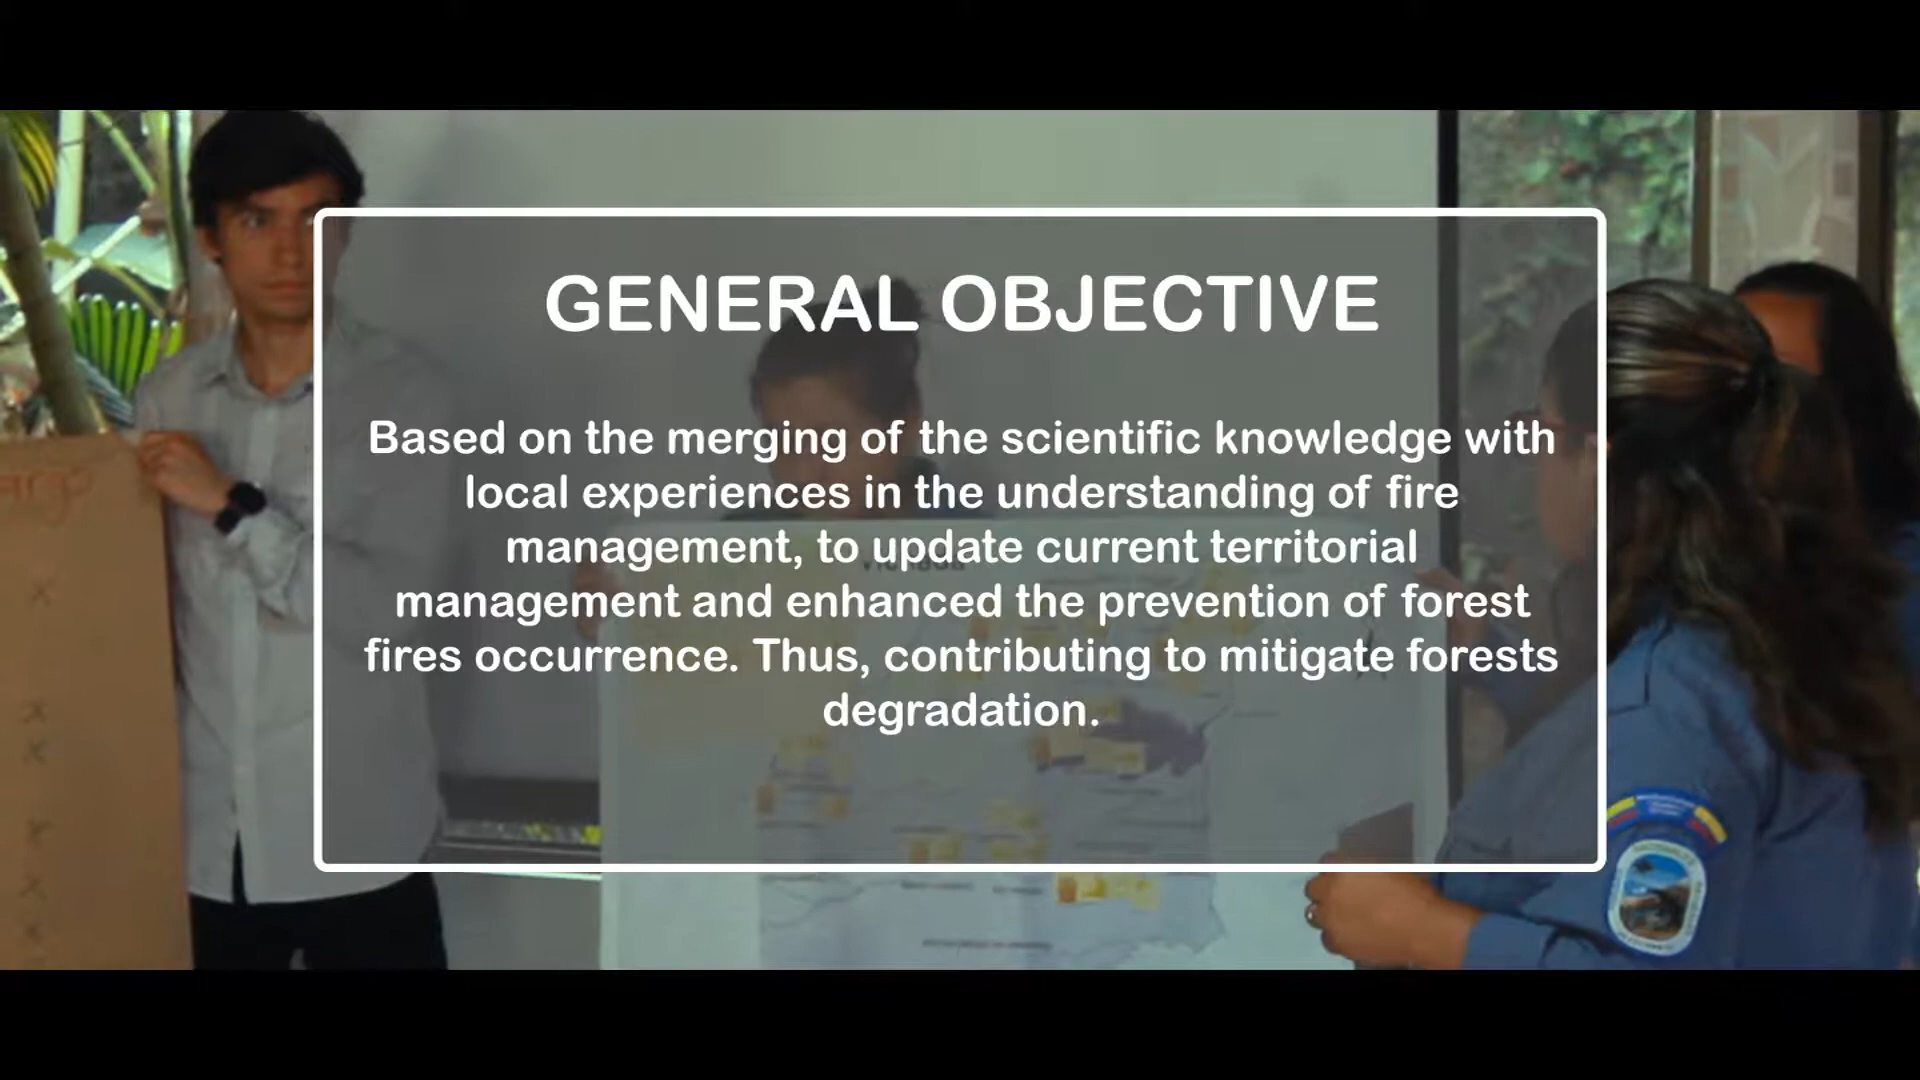 GENERAL OBJECTIVE
Based on the merging of the scientific knowledge with
local experiences in the understanding of fire
management, to update current territorial
management and enhanced the prevention of forest
fires occurrence. Thus, contributing to mitigate forests
degradation.